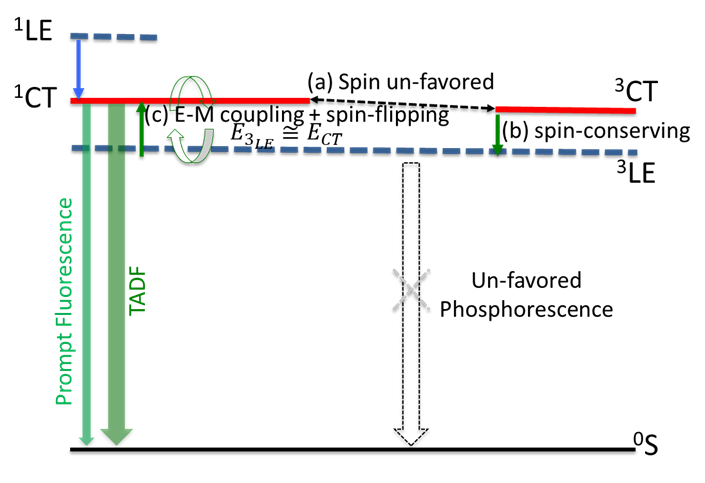 ¹LE
¹CT
(a) Spin un-favored
³CT
(c) E-M coupling + spin-flipping
E₃LE ≅ ECT
(b) spin-conserving
³LE
Prompt Fluorescence
TADF
Un-favored
Phosphorescence
⁰S